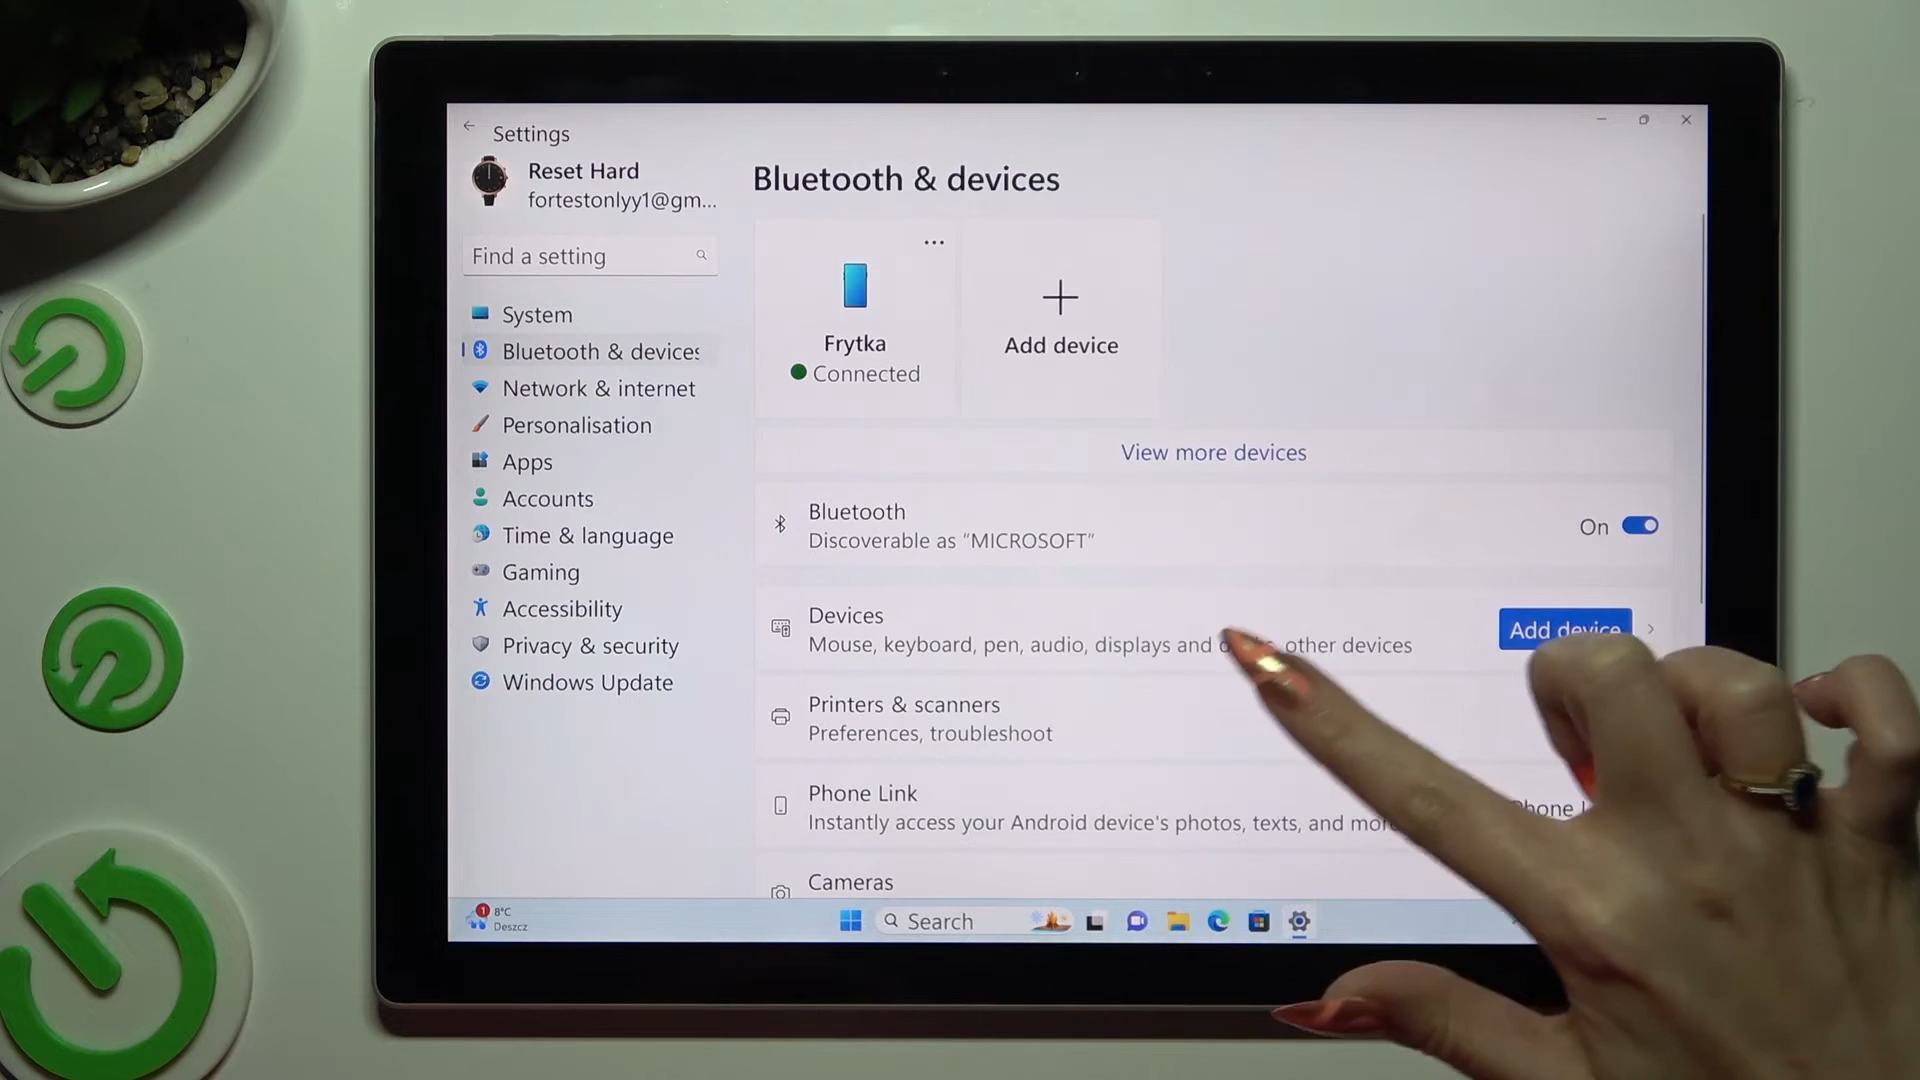 Settings
Reset Hard
fortestonlyy1@gm...
Find a setting
System
Bluetooth & devices
Network & internet
Personalisation
Apps
Accounts
Time & language
Gaming
Accessibility
Privacy & security
Windows Update
Bluetooth & devices
Frytka
Connected
Add device
View more devices
Bluetooth
Discoverable as “MICROSOFT”
On
Devices
Mouse, keyboard, pen, audio, displays and other devices
Add device
Printers & scanners
Preferences, troubleshoot
Phone Link
Instantly access your Android device's photos, texts, and more
Cameras
1
8°C
Deszcz
Search